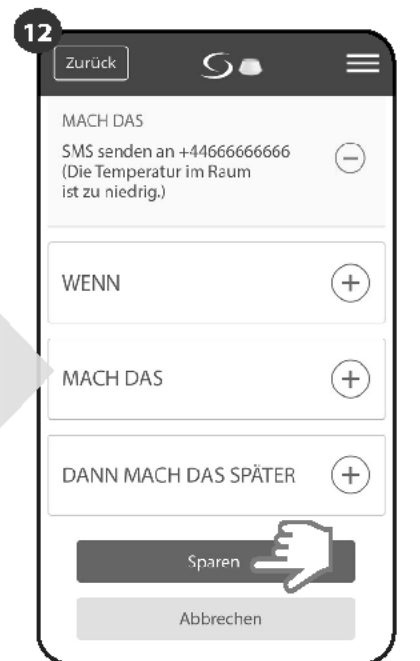 12
Zurück
MACH DAS
SMS senden an +44666666666
(Die Temperatur im Raum
ist zu niedrig.)
WENN
MACH DAS
DANN MACH DAS SPÄTER
Sparen
Abbrechen